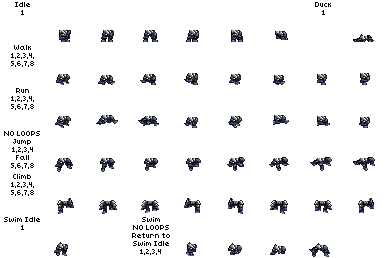 Idle
1
Duck
1
Walk
1,2,3,4,
5,6,7,8
Run
1,2,3,4,
5,6,7,8
NO LOOPS
Jump
1,2,3,4
Fall
5,6,7,8
Climb
1,2,3,4,
5,6,7,8
Swim Idle
1
Swim
NO LOOPS
Return to
Swim Idle
1,2,3,4